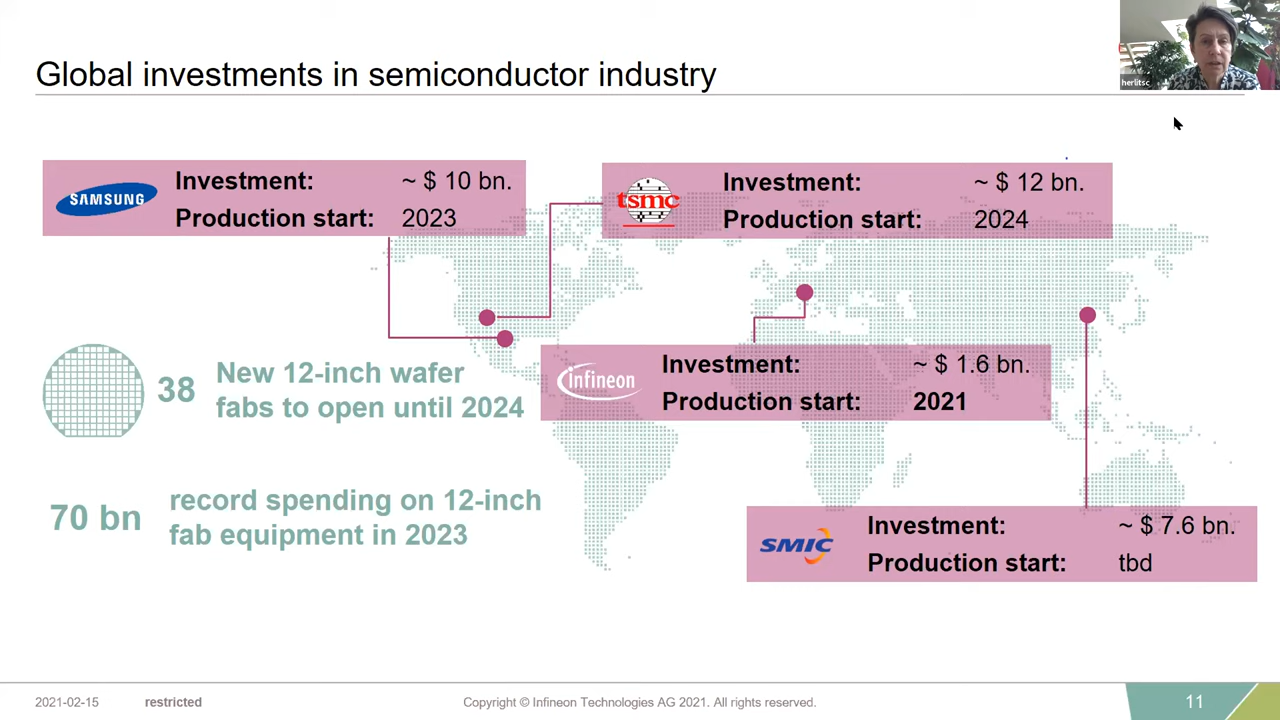 Global investments in semiconductor industry
herlitsc
SAMSUNG
Investment: ~ $ 10 bn.
Production start: 2023
tsmc
Investment: ~ $ 12 bn.
Production start: 2024
infineon
Investment: ~ $ 1.6 bn.
Production start: 2021
38
New 12-inch wafer
fabs to open until 2024
70 bn
record spending on 12-inch
fab equipment in 2023
SMIC
Investment: ~ $ 7.6 bn.
Production start: tbd
2021-02-15
restricted
Copyright © Infineon Technologies AG 2021. All rights reserved.
11